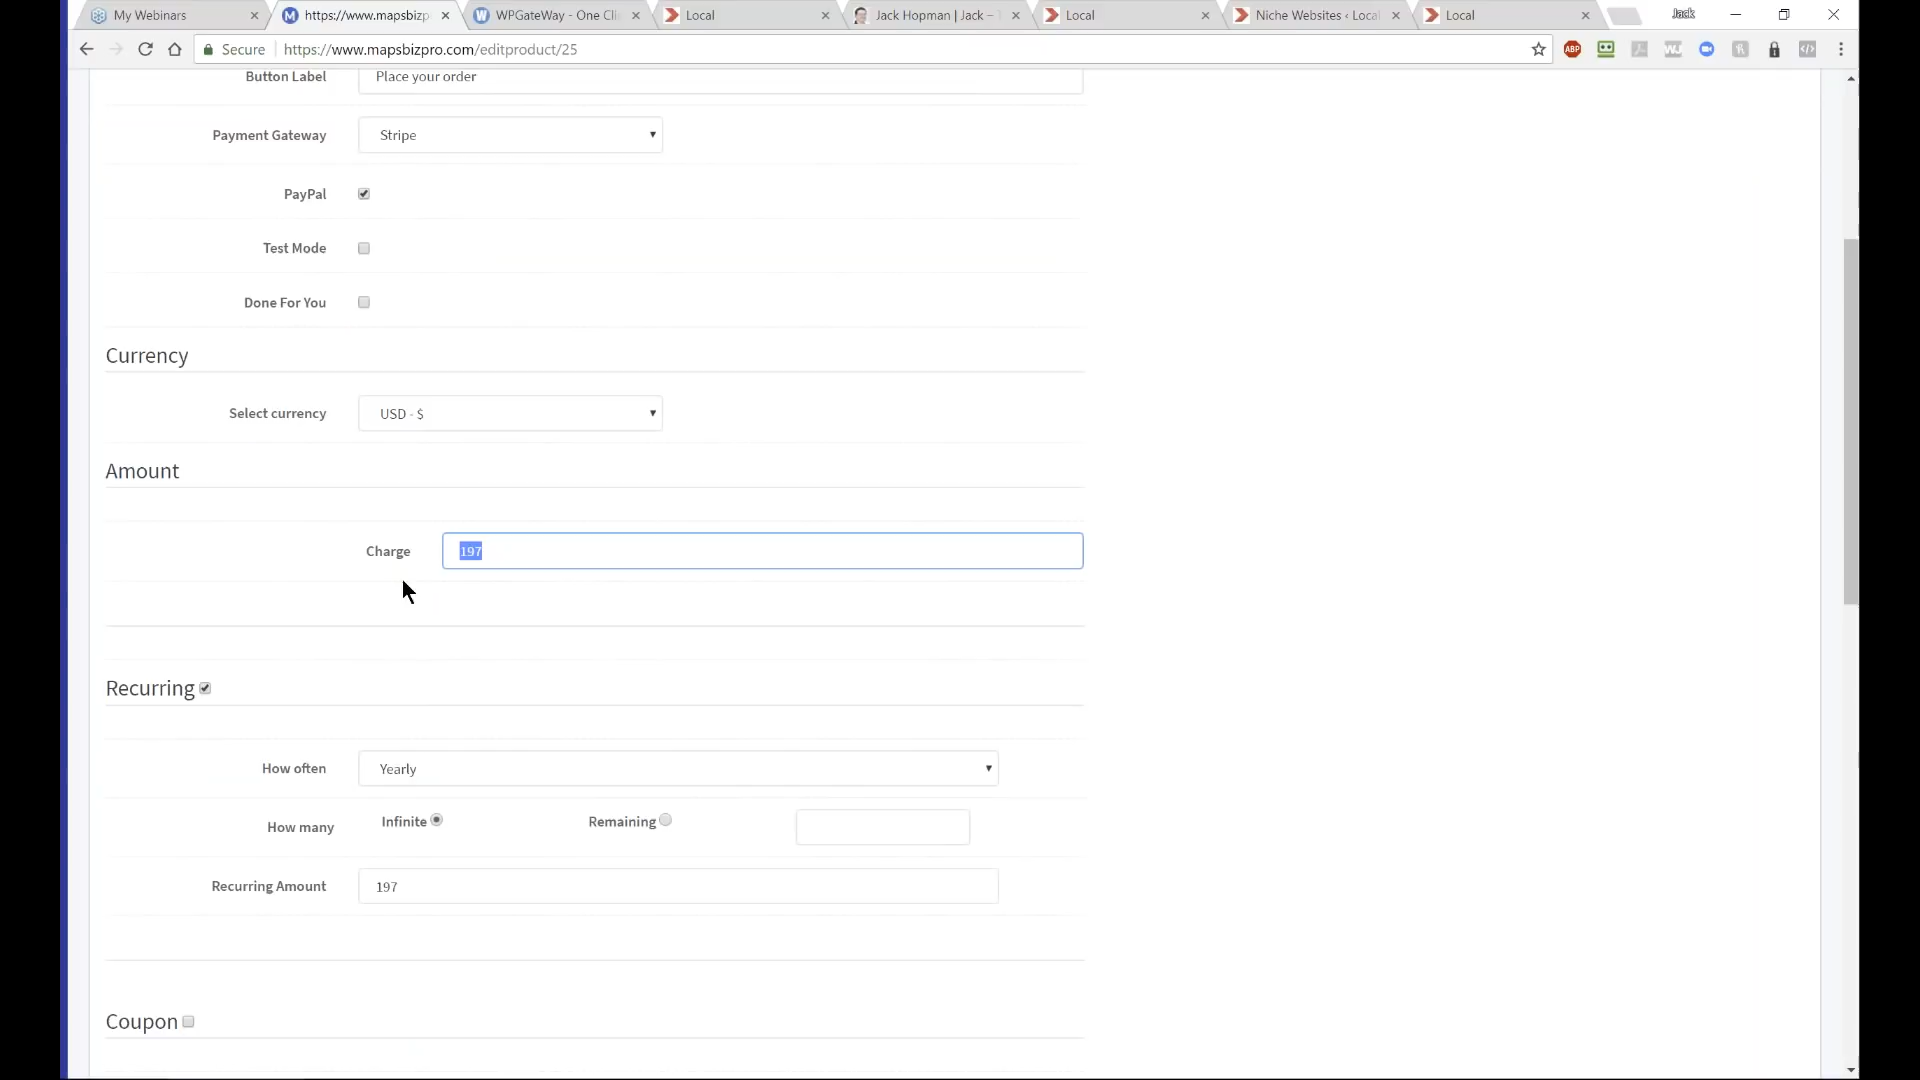 My Webinars
https://www.mapsbizp
WPGateWay - One Cli
Local
Jack Hopman | Jack –
Local
Niche Websites ‹ Local
Local
Jack
Secure
https://www.mapsbizpro.com/editproduct/25
ABP
Button Label
Place your order
Payment Gateway
Stripe
PayPal
Test Mode
Done For You
Currency
Select currency
USD - $
Amount
Charge
197
Recurring
How often
Yearly
How many
Infinite
Remaining
Recurring Amount
197
Coupon